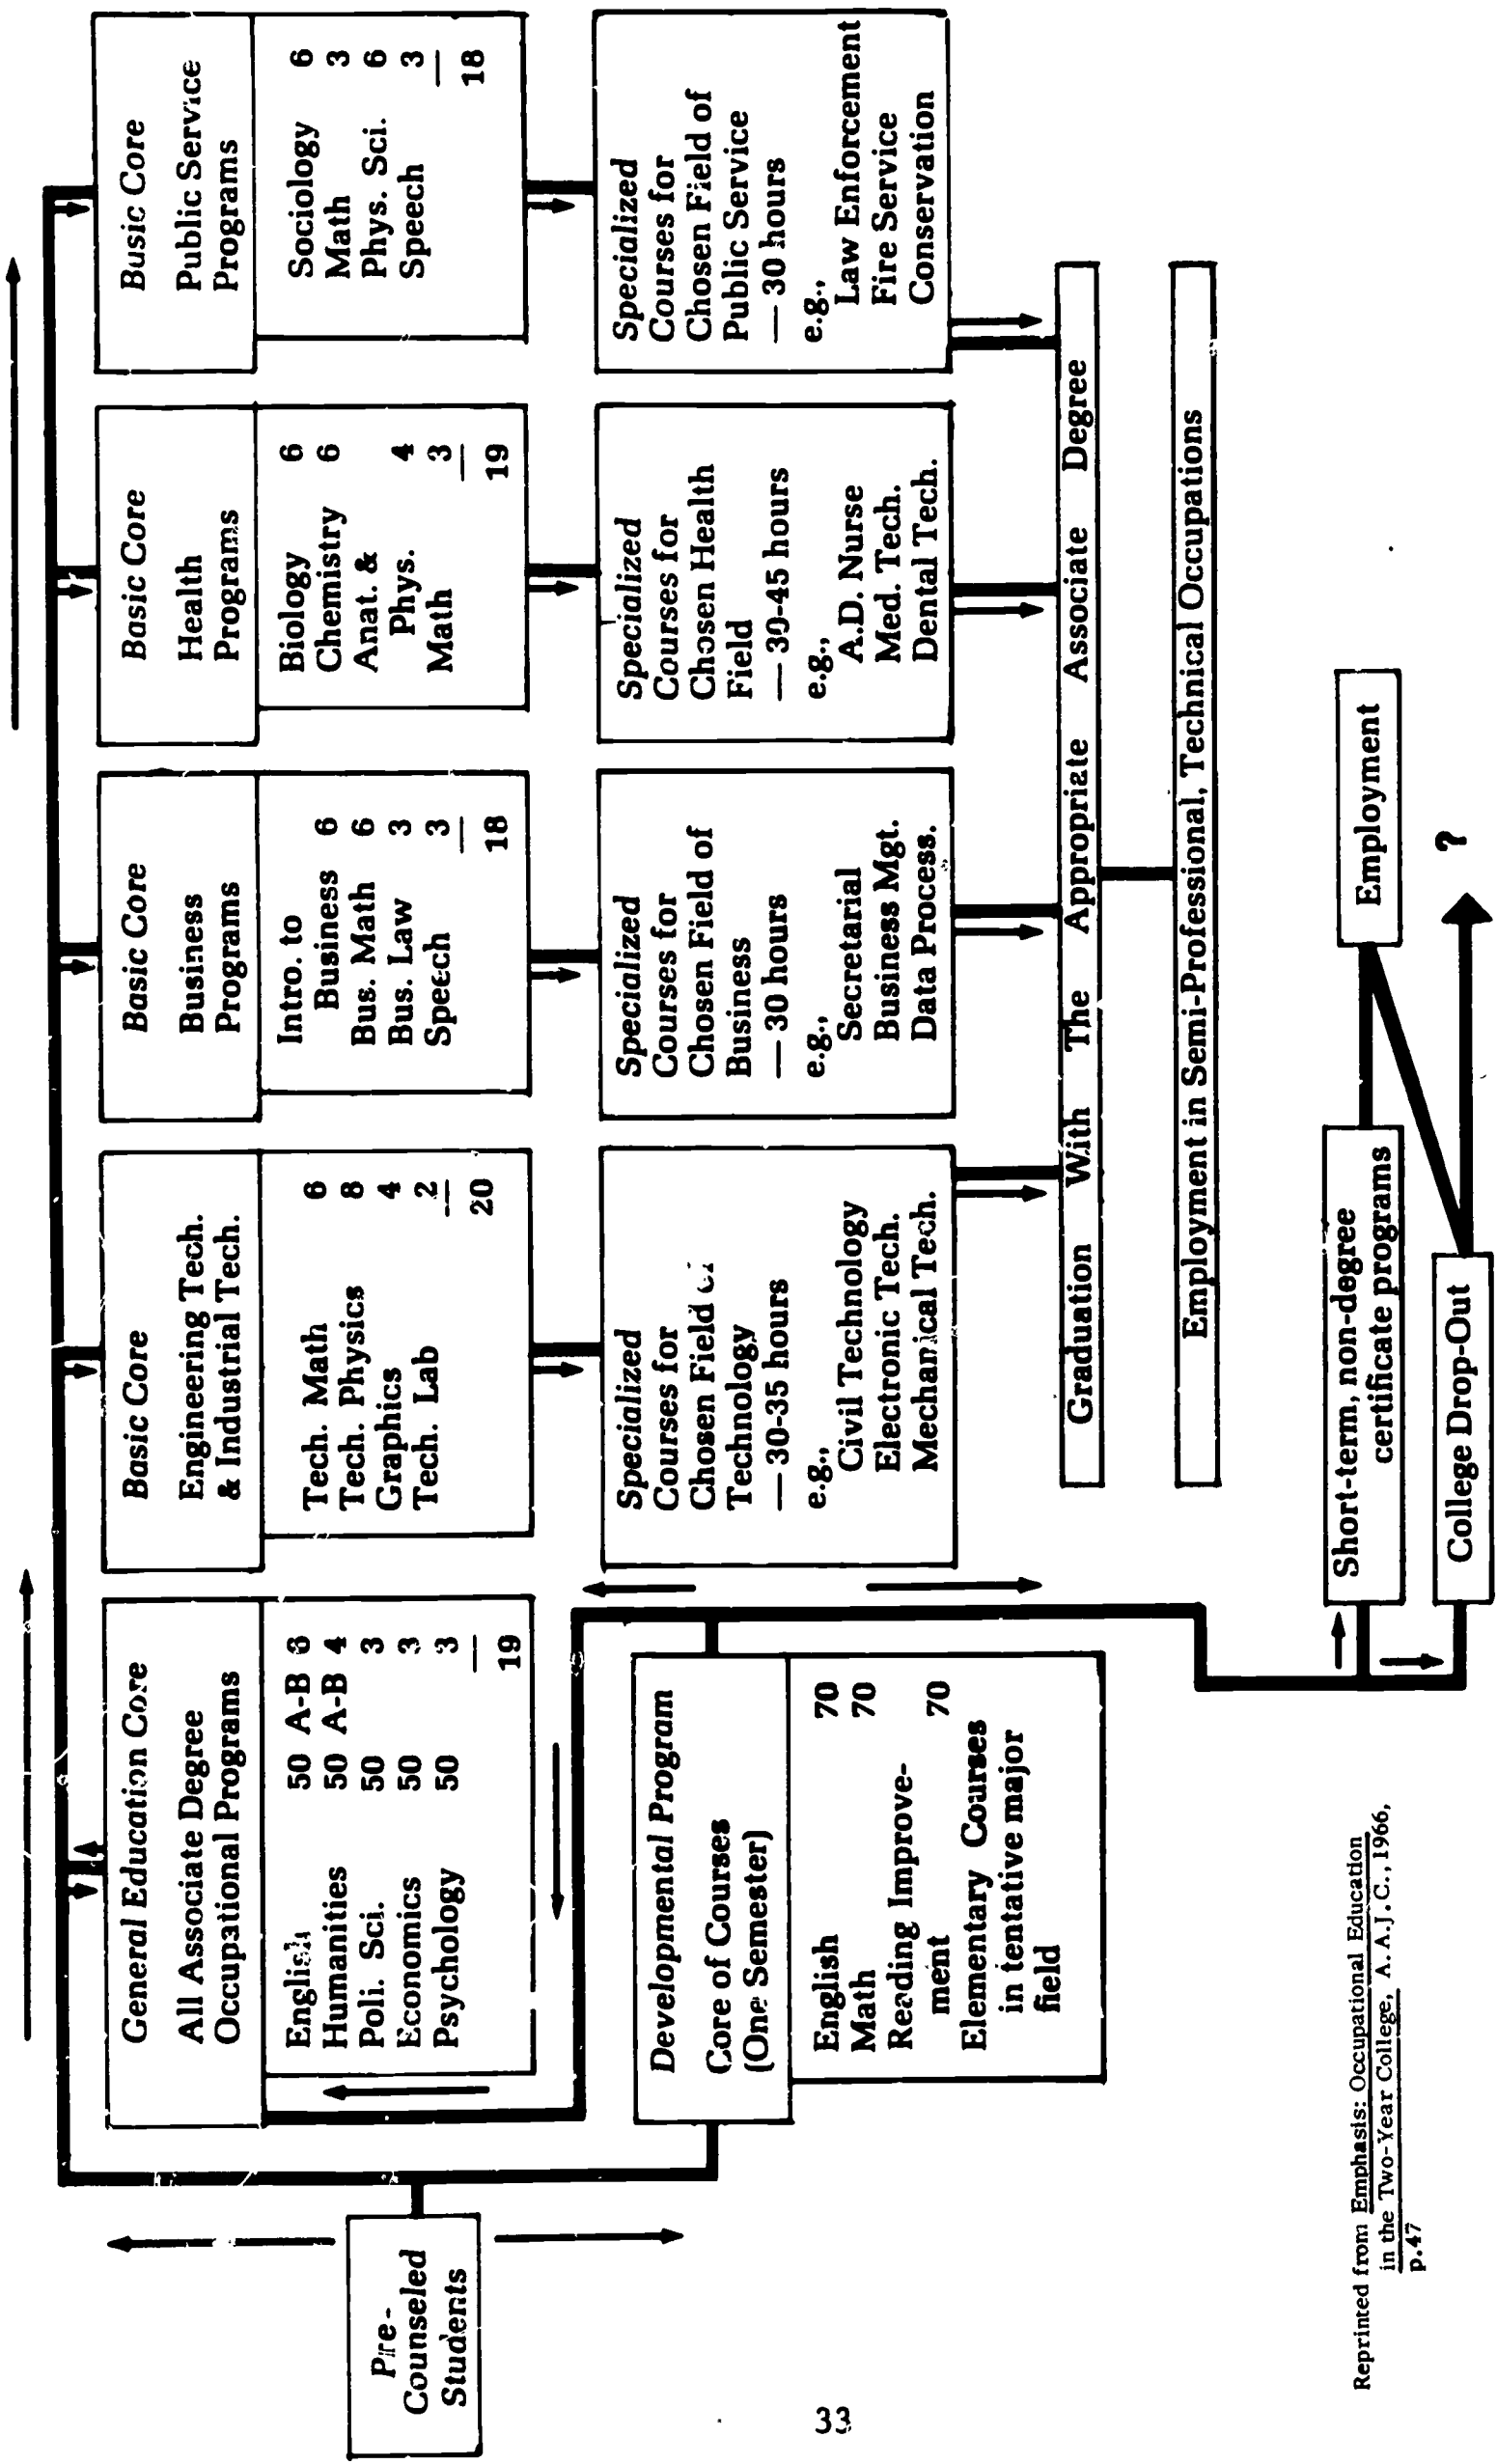 Pre-
Counseled
Students
General Education Core
All Associate Degree
Occupational Programs
English 50 A-B 6
Humanities 50 A-B 4
Poli. Sci. 50 3
Economics 50 3
Psychology 50 3
19
Developmental Program
Core of Courses
(One Semester)
English 70
Math 70
Reading Improve-
ment 70
Elementary Courses
in tentative major
field
Basic Core
Engineering Tech.
& Industrial Tech.
Tech. Math 6
Tech. Physics 8
Graphics 4
Tech. Lab 2
20
Specialized
Courses for
Chosen Field of
Technology
— 30-35 hours
e.g.,
Civil Technology
Electronic Tech.
Mechanical Tech.
Basic Core
Business
Programs
Intro. to
Business 6
Bus. Math 6
Bus. Law 3
Speech 3
18
Specialized
Courses for
Chosen Field of
Business
— 30 hours
e.g.,
Secretarial
Business Mgt.
Data Process.
Basic Core
Health
Programs
Biology 6
Chemistry 6
Anat. &
Phys. 4
Math 3
19
Specialized
Courses for
Chosen Health
Field
— 30-45 hours
e.g.,
A.D. Nurse
Med. Tech.
Dental Tech.
Busic Core
Public Service
Programs
Sociology 6
Math 3
Phys. Sci. 6
Speech 3
18
Specialized
Courses for
Chosen Field of
Public Service
— 30 hours
e.g.,
Law Enforcement
Fire Service
Conservation
Graduation With The Appropriate Associate Degree
Employment in Semi-Professional, Technical Occupations
Short-term, non-degree
certificate programs
Employment
College Drop-Out
?
Reprinted from Emphasis: Occupational Education
in the Two-Year College, A.A.J.C., 1966,
p.47
33